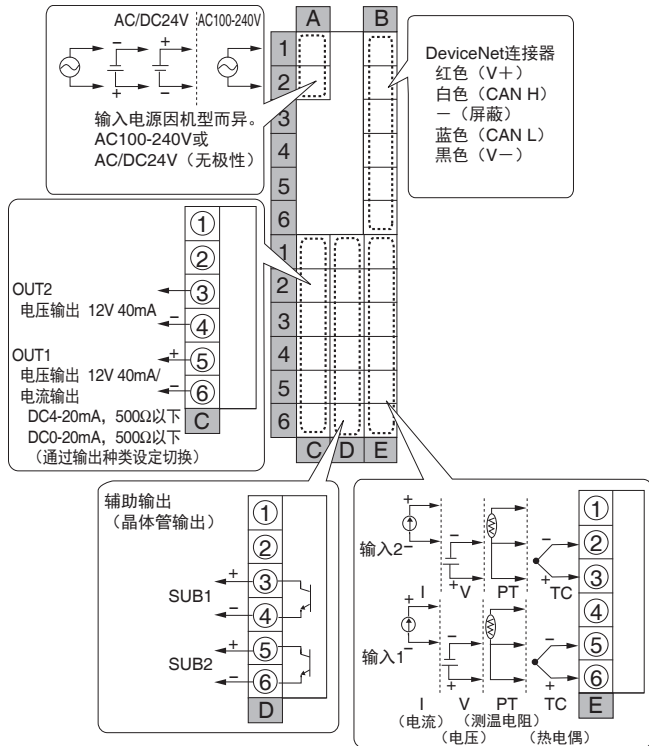 AC/DC24V AC100-240V
－ ＋
＋ －
输入电源因机型而异。
AC100-240V或
AC/DC24V（无极性）
A B
1
2
3
4
5
6
1
2
3
4
5
6
C D E
DeviceNet连接器
红色（V＋）
白色（CAN H）
－（屏蔽）
蓝色（CAN L）
黑色（V－）
①
②
OUT2 ③
电压输出 12V 40mA
－ ④
OUT1 ＋ ⑤
电压输出 12V 40mA/
－ ⑥
电流输出
C
DC4-20mA，500Ω以下
DC0-20mA，500Ω以下
（通过输出种类设定切换）
辅助输出
（晶体管输出）
①
②
＋ ③
SUB1
－ ④
＋ ⑤
SUB2
－ ⑥
D
①
＋ － － ②
输入2 －
＋ ＋ ③
I V PT TC
＋ ④
－ － ⑤
输入1 －
＋ ＋ ⑥
I V PT TC E
（电流） （测温电阻）
（电压） （热电偶）